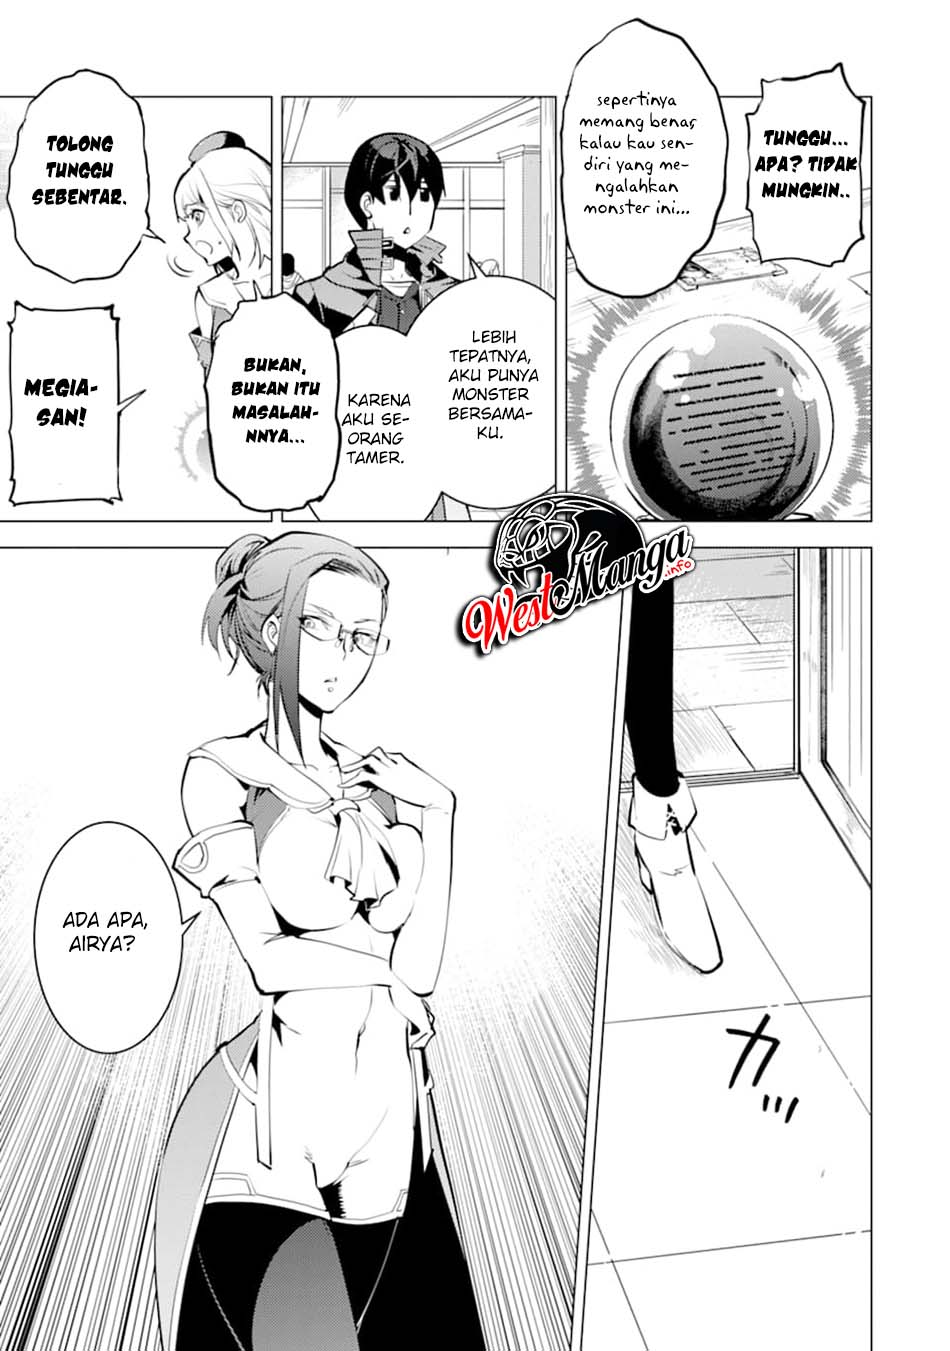 TUNGGU...
APA? TIDAK
MUNGKIN..
sepertinya
memang benar,
kalau kau sen-
diri yang me-
ngalahkan
monster ini...
LEBIH
TEPATNYA,
AKU PUNYA
MONSTER
BERSAMA-
KU.
KARENA
AKU SE-
ORANG
TAMER.
BUKAN,
BUKAN ITU
MASALAH-
NNYA...
TOLONG
TUNGGU
SEBENTAR.
MEGIA-
SAN!
WestManga
.info
カ
ADA APA,
AIRYA?